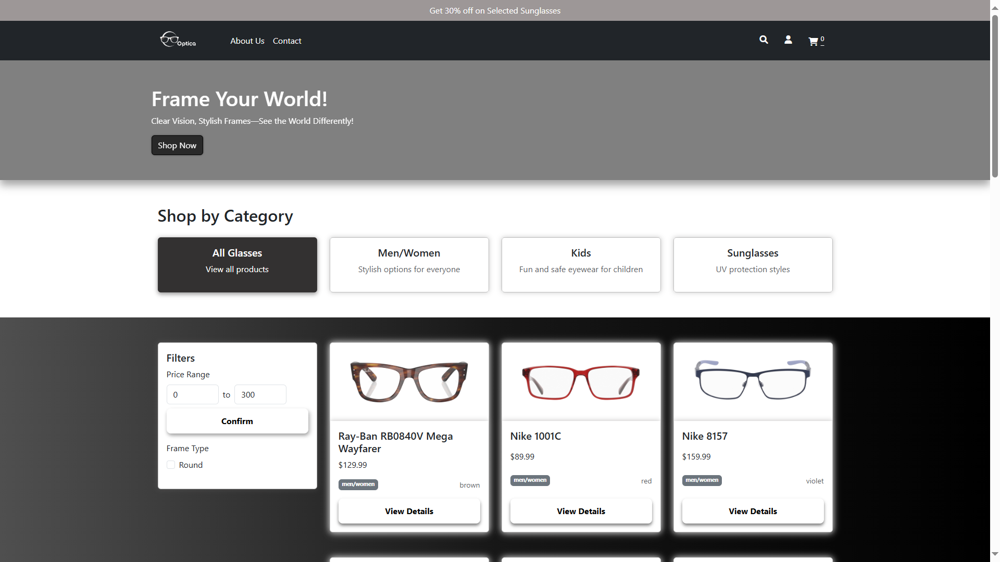 Get 30% off on Selected Sunglasses
Optica
About Us
Contact
0
Frame Your World!
Clear Vision, Stylish Frames—See the World Differently!
Shop Now
Shop by Category
All Glasses
View all products
Men/Women
Stylish options for everyone
Kids
Fun and safe eyewear for children
Sunglasses
UV protection styles
Filters
Price Range
0 to 300
Confirm
Frame Type
Round
Ray-Ban RB0840V Mega
Wayfarer
$129.99
men/women
brown
View Details
Nike 1001C
$89.99
men/women
red
View Details
Nike 8157
$159.99
men/women
violet
View Details